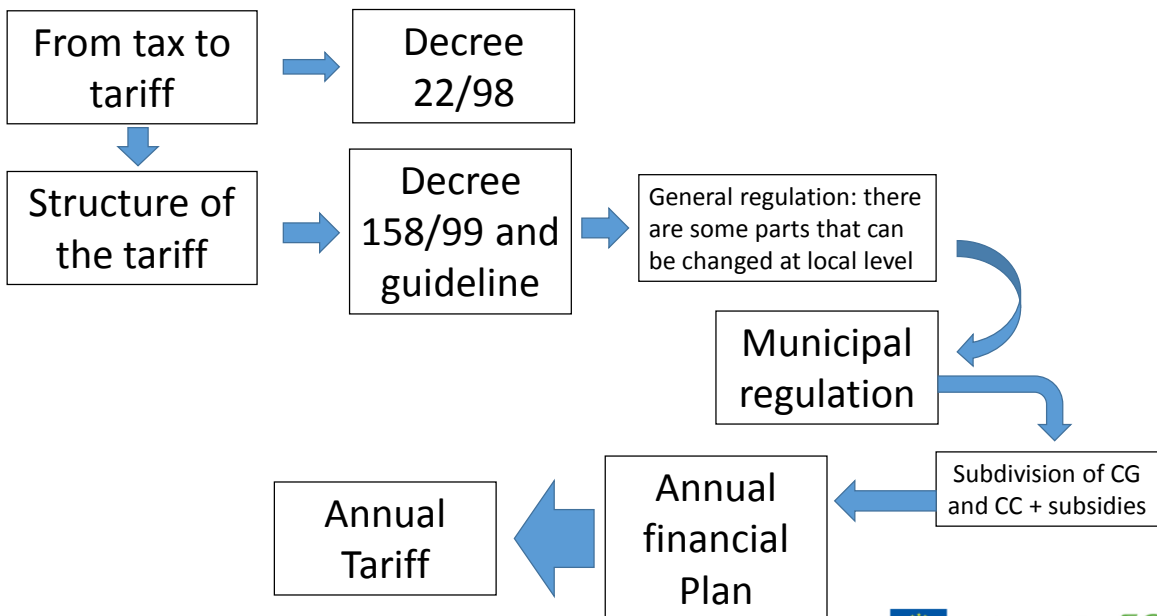 From tax to
tariff
Decree
22/98
Structure of
the tariff
Decree
158/99 and
guideline
General regulation: there
are some parts that can
be changed at local level
Municipal
regulation
Subdivision of CG
and CC + subsidies
Annual
financial
Plan
Annual
Tariff